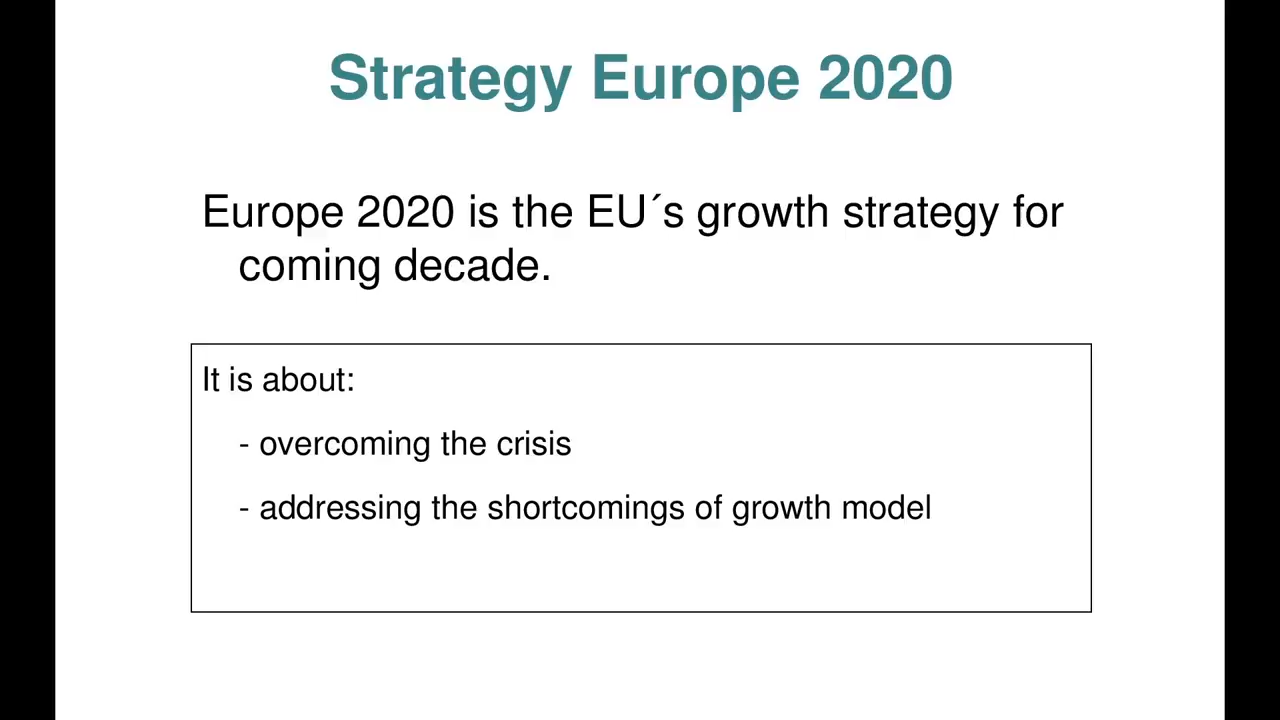 Strategy Europe 2020
Europe 2020 is the EU´s growth strategy for
coming decade.
It is about:
- overcoming the crisis
- addressing the shortcomings of growth model